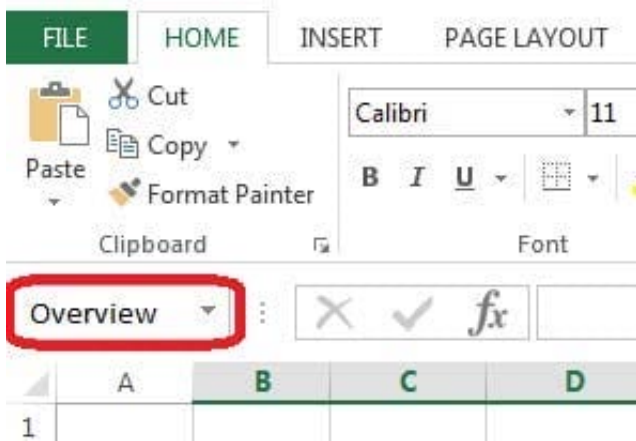 FILE HOME INSERT PAGE LAYOUT
Cut
Calibri 11
Copy
Paste
B I U
Format Painter
Clipboard Font
Overview fx
A B C D
1